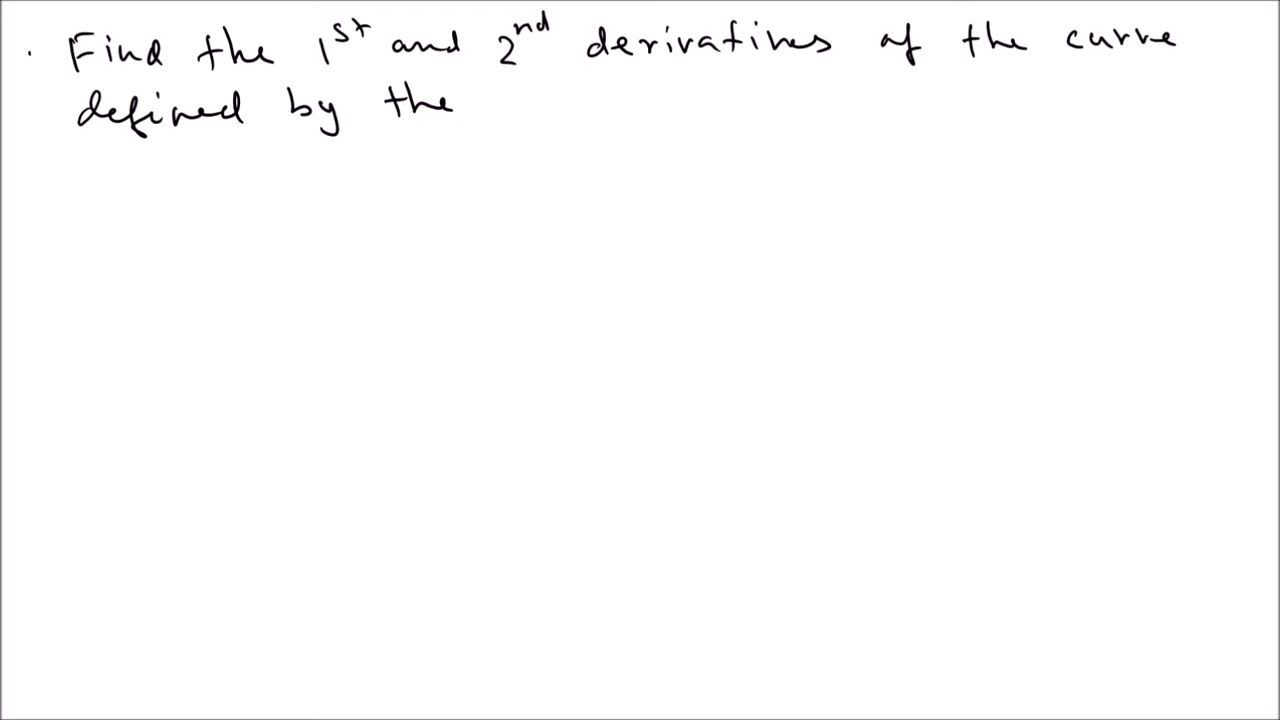 . Find the 1st and 2nd derivatives of the curve
defined by the